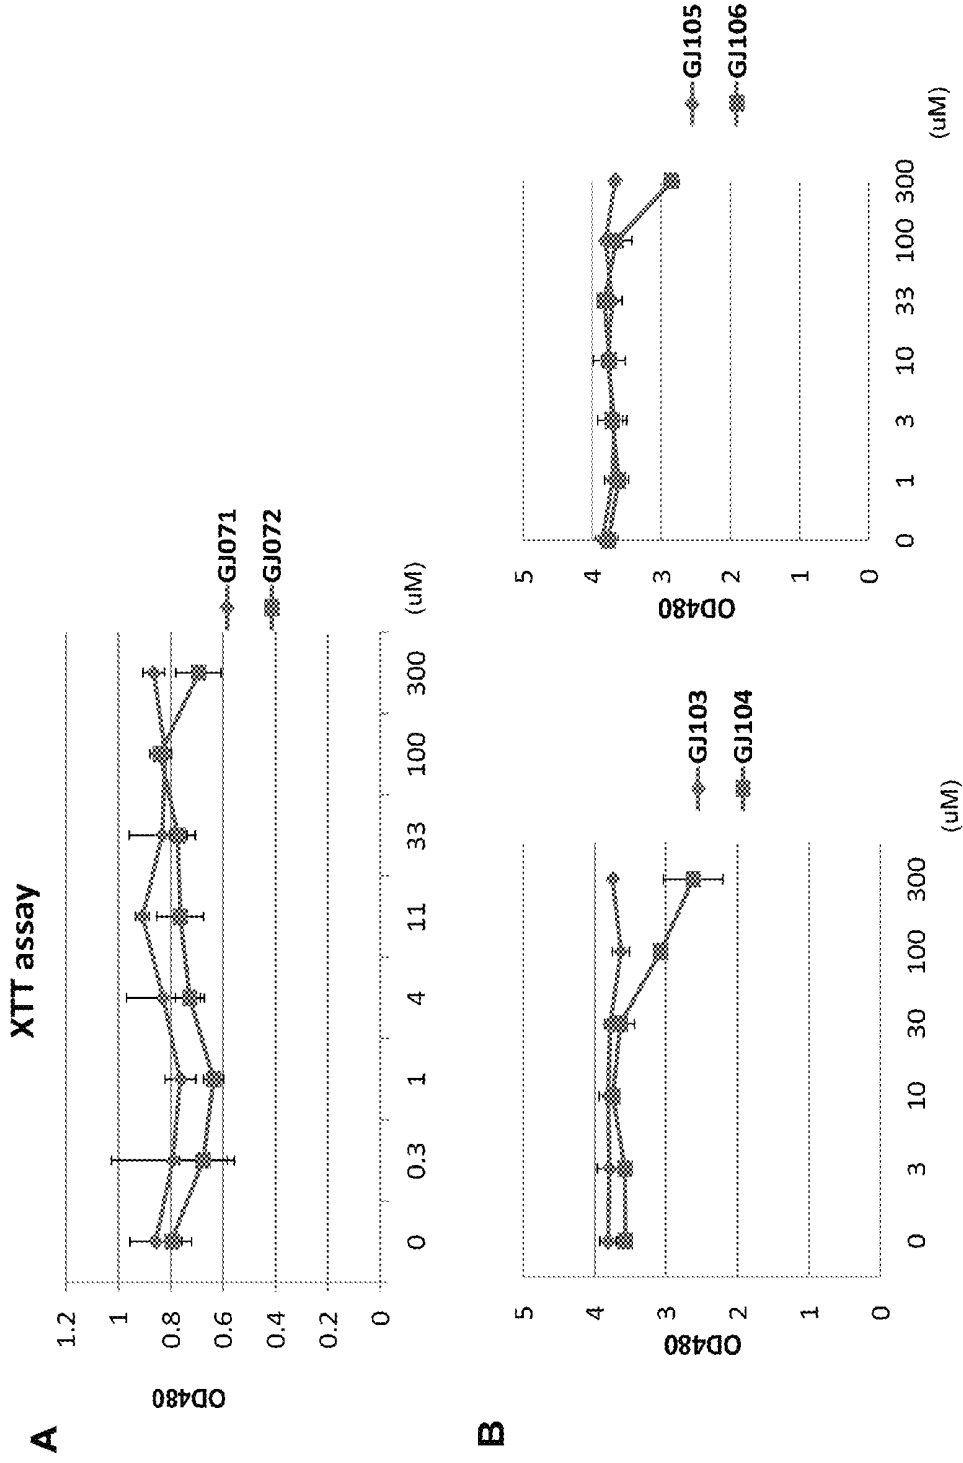 A
XTT assay
OD480
1.2
1
0.8
0.6
0.4
0.2
0
0 0.3 1 4 11 33 100 300
(uM)
GJ071
GJ072
B
OD480
5
4
3
2
1
0
0 3 10 30 100 300
(uM)
GJ103
GJ104
OD480
5
4
3
2
1
0
0 1 3 10 33 100 300
(uM)
GJ105
GJ106